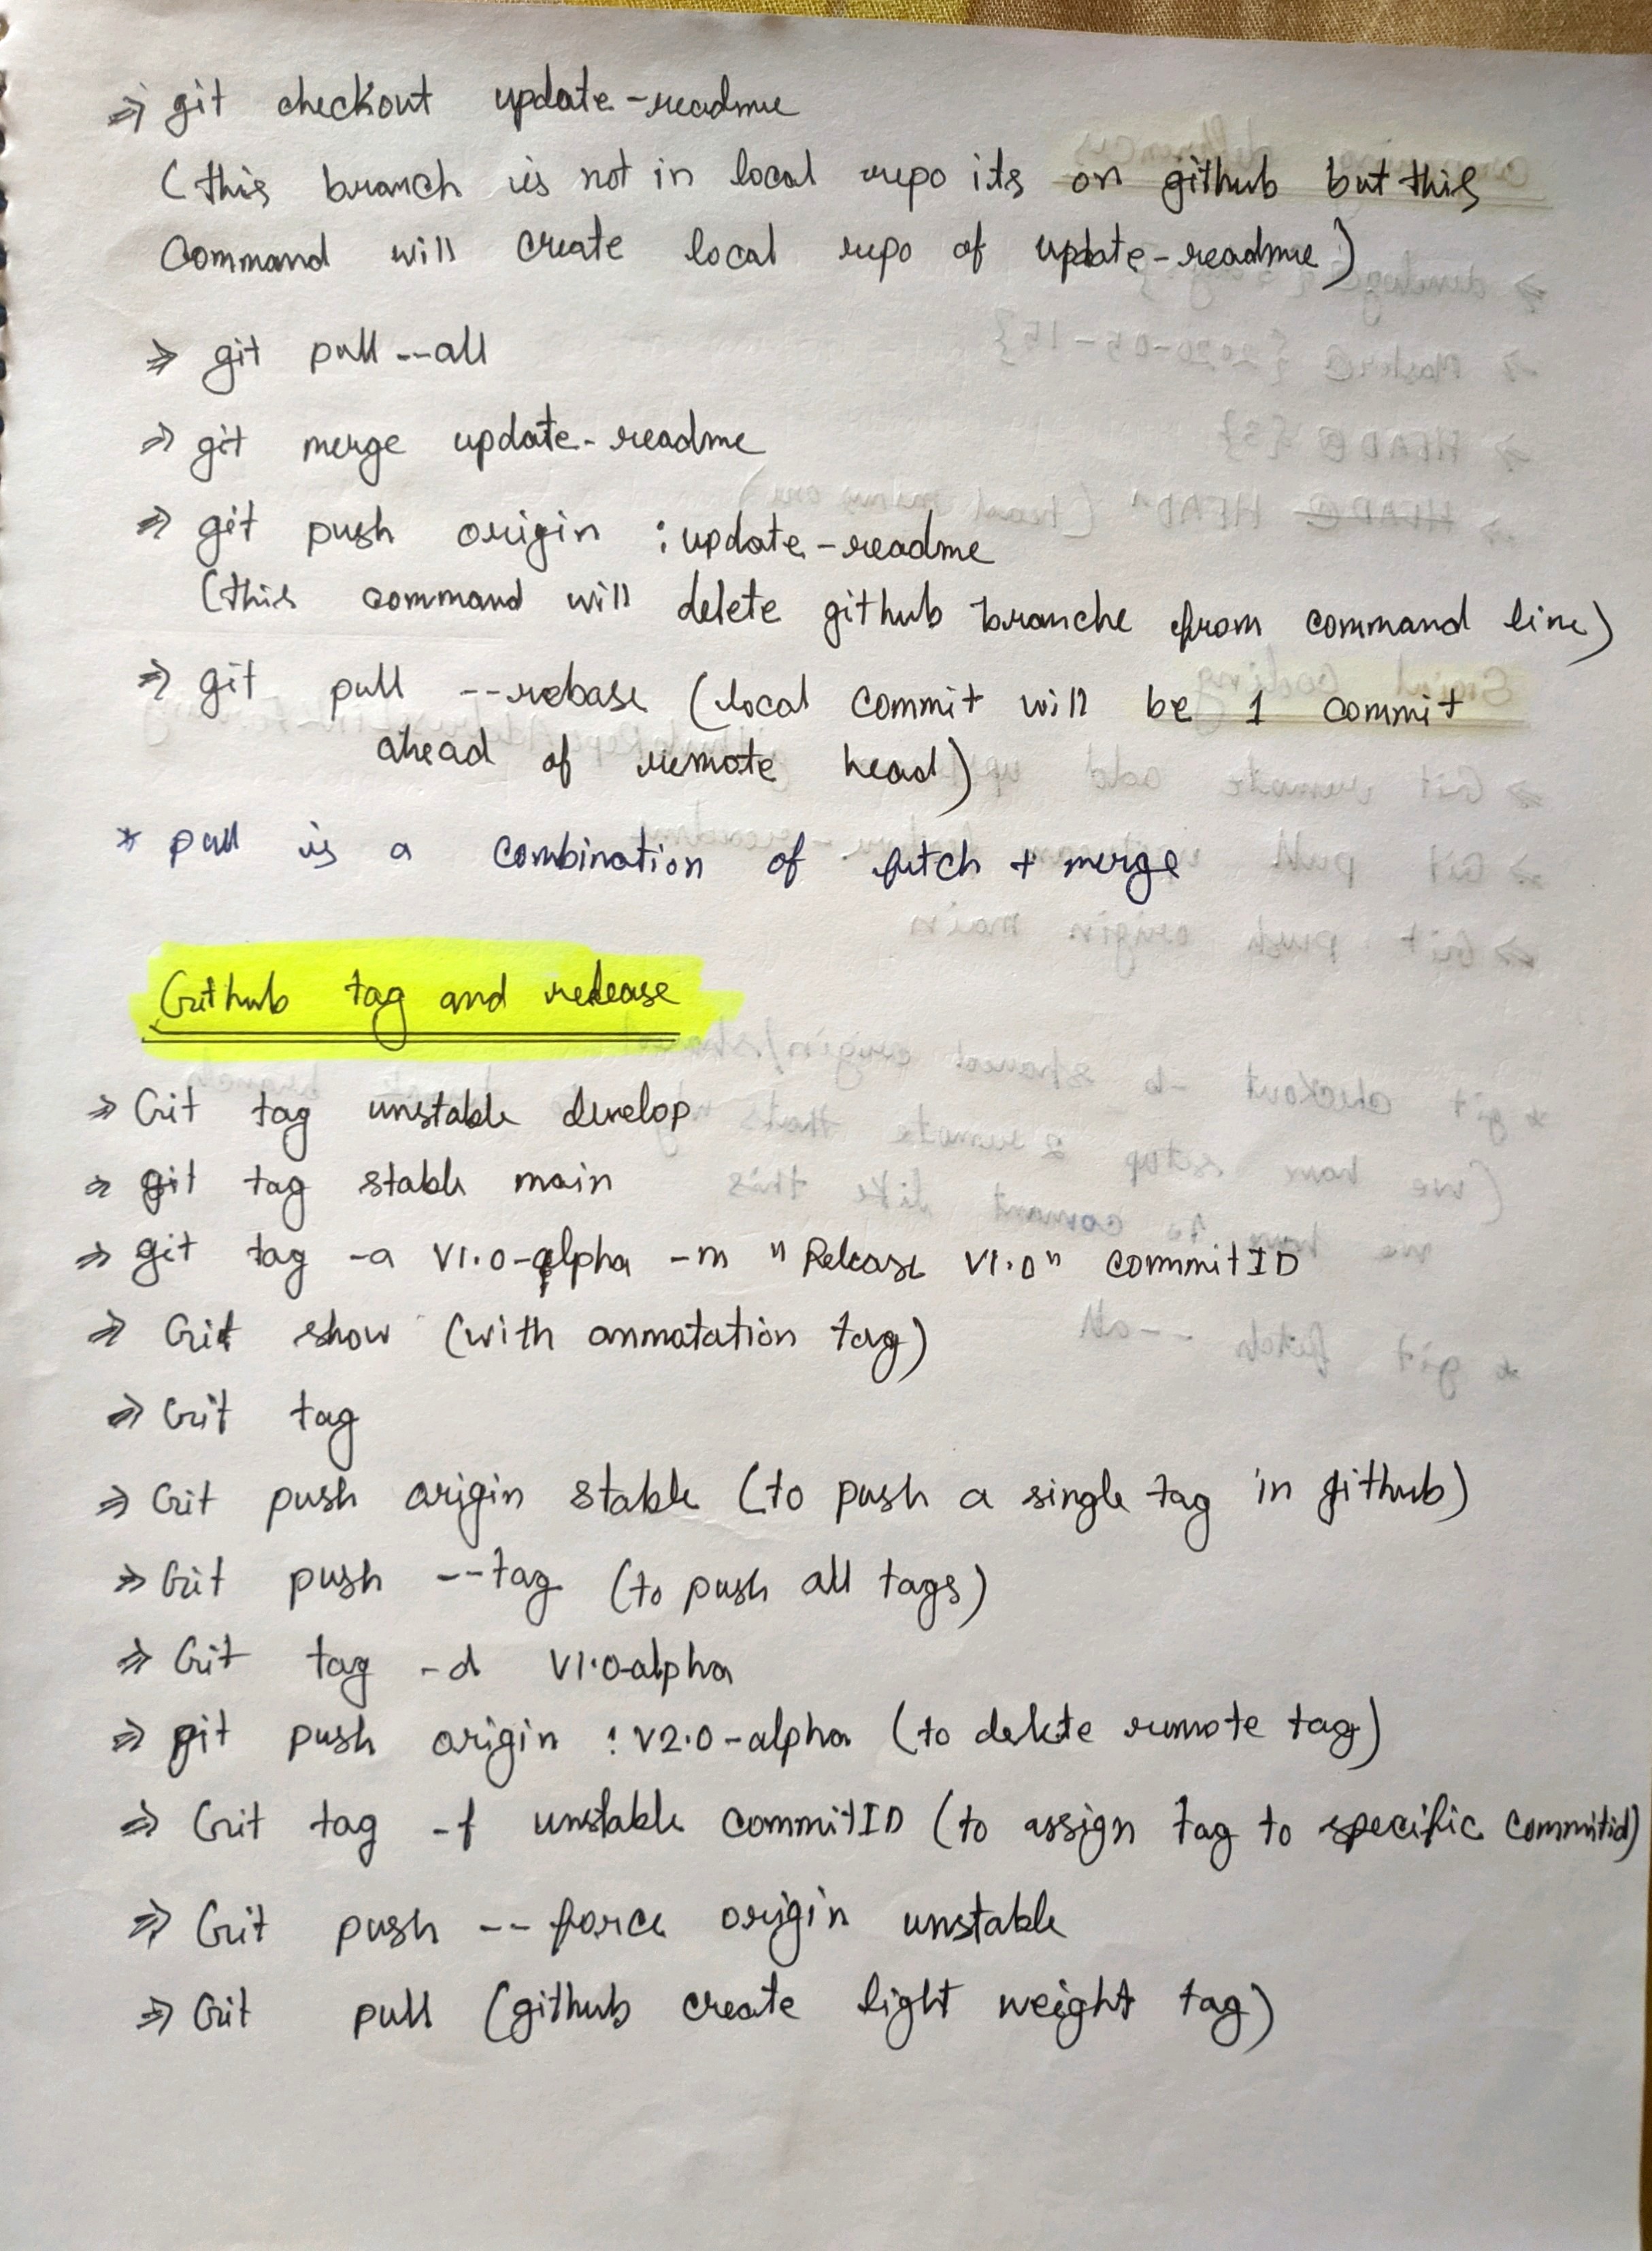 ⇒ git checkout update-readme
(this branch is not in local repo its on github but this
Command will create local repo of update-readme)
⇒ git pull --all
⇒ git merge update-readme
⇒ git push origin :update-readme
(this command will delete github branche from command line)
⇒ git pull --rebase (local commit will be 1 commit
ahead of remote head)
* pull is a combination of fetch + merge
Github tag and release
⇒ Git tag unstable develop
⇒ git tag stable main
⇒ git tag -a V1.0-alpha -m "Release V1.0" commitID
⇒ Git show (with annotation tag)
⇒ Git tag
⇒ Git push origin stable (to push a single tag in github)
⇒ Git push --tag (to push all tags)
⇒ Git tag -d V1.0-alpha
⇒ git push origin :v2.0-alpha (to delete remote tag)
⇒ Git tag -f unstable commitID (to assign tag to specific commitid)
⇒ Git push --force origin unstable
⇒ Git pull (github create light weight tag)